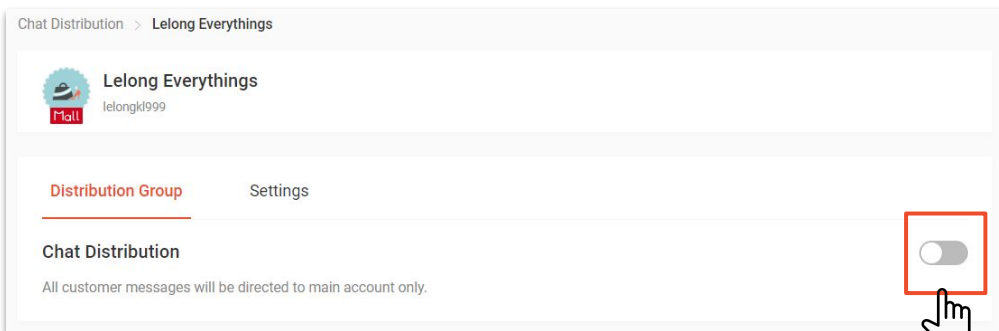 Chat Distribution > Lelong Everythings
Lelong Everythings
lelongkl999
Mall
Distribution Group Settings
Chat Distribution
All customer messages will be directed to main account only.